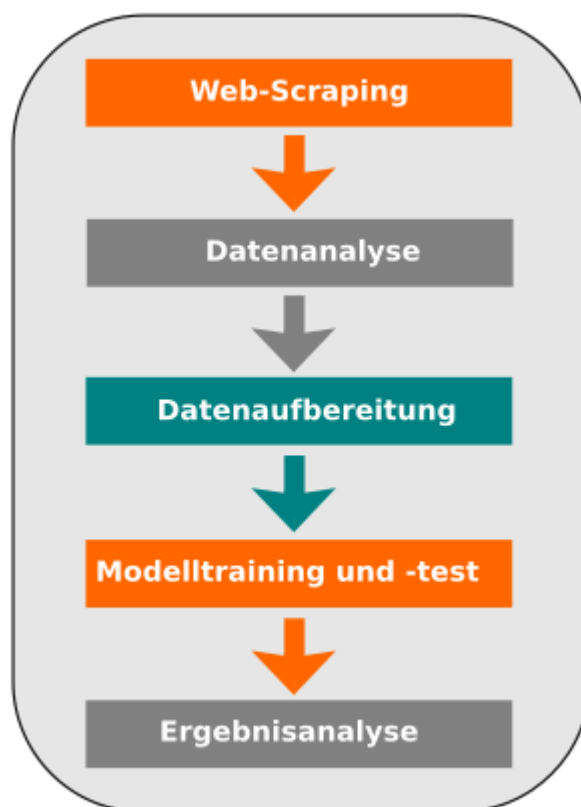 Web-Scraping
Datenanalyse
Datenaufbereitung
Modelltraining und -test
Ergebnisanalyse